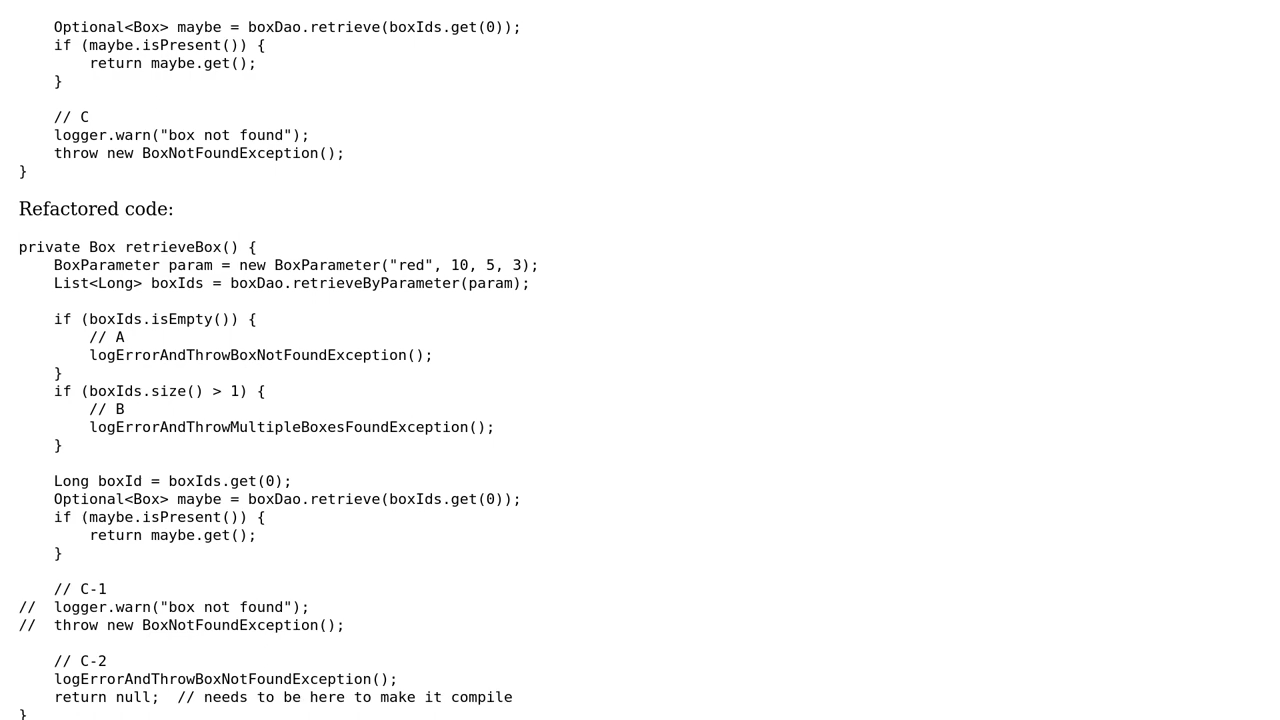 Optional<Box> maybe = boxDao.retrieve(boxIds.get(0));
    if (maybe.isPresent()) {
        return maybe.get();
    }

    // C
    logger.warn("box not found");
    throw new BoxNotFoundException();
}
Refactored code:
private Box retrieveBox() {
    BoxParameter param = new BoxParameter("red", 10, 5, 3);
    List<Long> boxIds = boxDao.retrieveByParameter(param);

    if (boxIds.isEmpty()) {
        // A
        logErrorAndThrowBoxNotFoundException();
    }
    if (boxIds.size() > 1) {
        // B
        logErrorAndThrowMultipleBoxesFoundException();
    }

    Long boxId = boxIds.get(0);
    Optional<Box> maybe = boxDao.retrieve(boxIds.get(0));
    if (maybe.isPresent()) {
        return maybe.get();
    }

    // C-1
//  logger.warn("box not found");
//  throw new BoxNotFoundException();

    // C-2
    logErrorAndThrowBoxNotFoundException();
    return null;  // needs to be here to make it compile
}